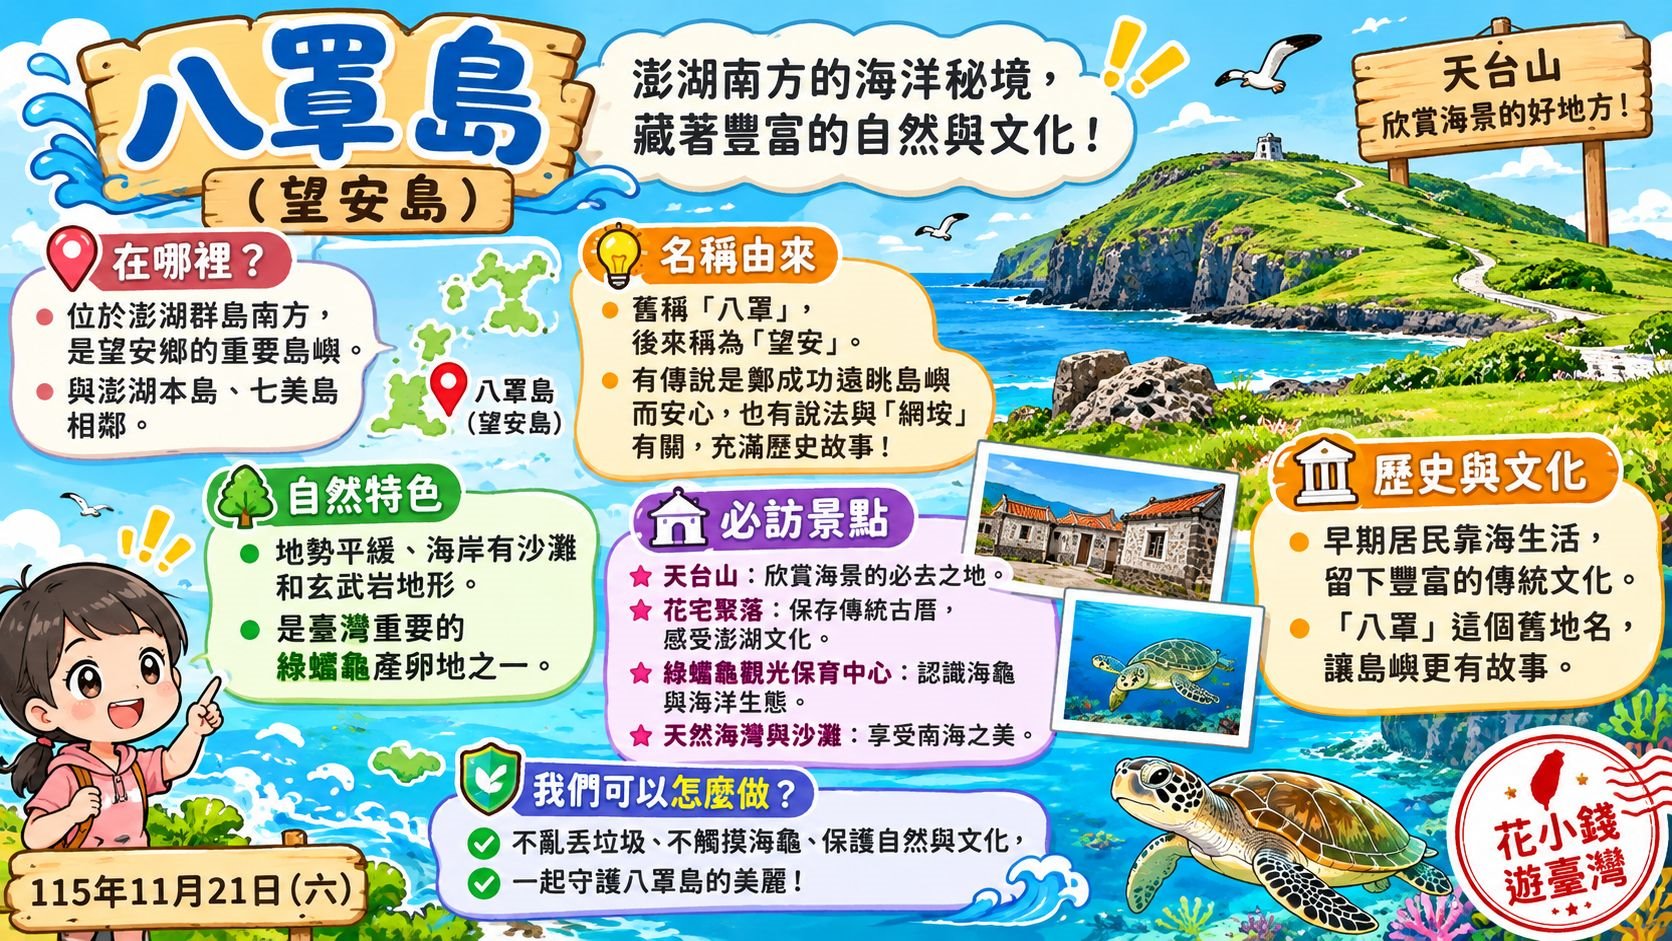 八罩島
(望安島)
澎湖南方的海洋秘境，
藏著豐富的自然與文化！
天台山
欣賞海景的好地方！
在哪裡？
位於澎湖群島南方，
是望安鄉的重要島嶼。
與澎湖本島、七美島
相鄰。
八罩島
(望安島)
名稱由來
舊稱「八罩」，
後來稱為「望安」。
有傳說是鄭成功遠眺島嶼
而安心，也有說法與「網垵」
有關，充滿歷史故事！
自然特色
地勢平緩、海岸有沙灘
和玄武岩地形。
是臺灣重要的
綠蠵龜產卵地之一。
必訪景點
天台山：欣賞海景的必去之地。
花宅聚落：保存傳統古厝，
感受澎湖文化。
綠蠵龜觀光保育中心：認識海龜
與海洋生態。
天然海灣與沙灘：享受南海之美。
歷史與文化
早期居民靠海生活，
留下豐富的傳統文化。
「八罩」這個舊地名，
讓島嶼更有故事。
我們可以怎麼做？
不亂丟垃圾、不觸摸海龜、保護自然與文化，
一起守護八罩島的美麗！
115年11月21日(六)
花小錢
遊臺灣